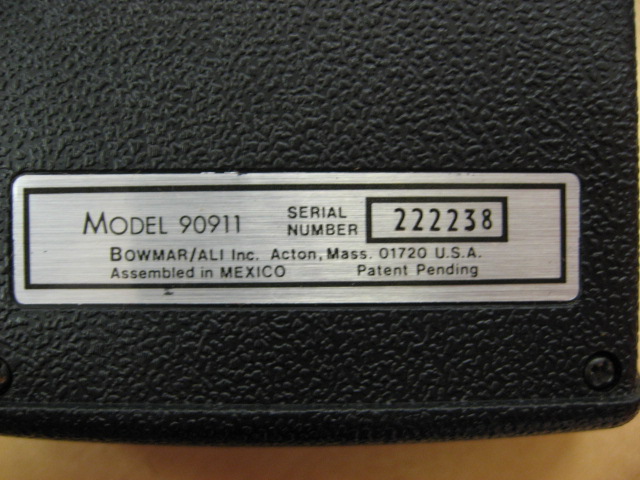 MODEL 90911 SERIAL NUMBER 222238
BOWMAR/ALI Inc. Acton, Mass. 01720 U.S.A.
Assembled in MEXICO Patent Pending